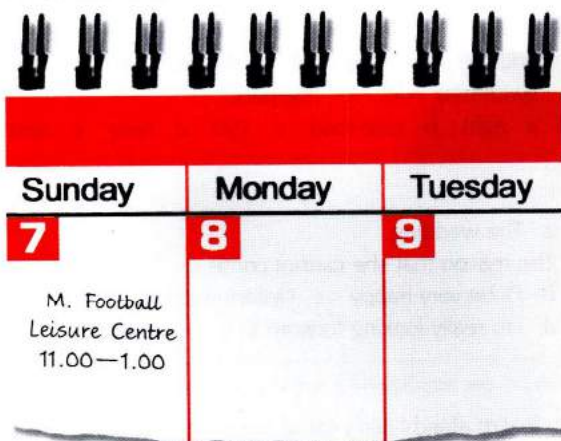 Sunday Monday Tuesday
7 8 9
M. Football
Leisure Centre
11.00—1.00